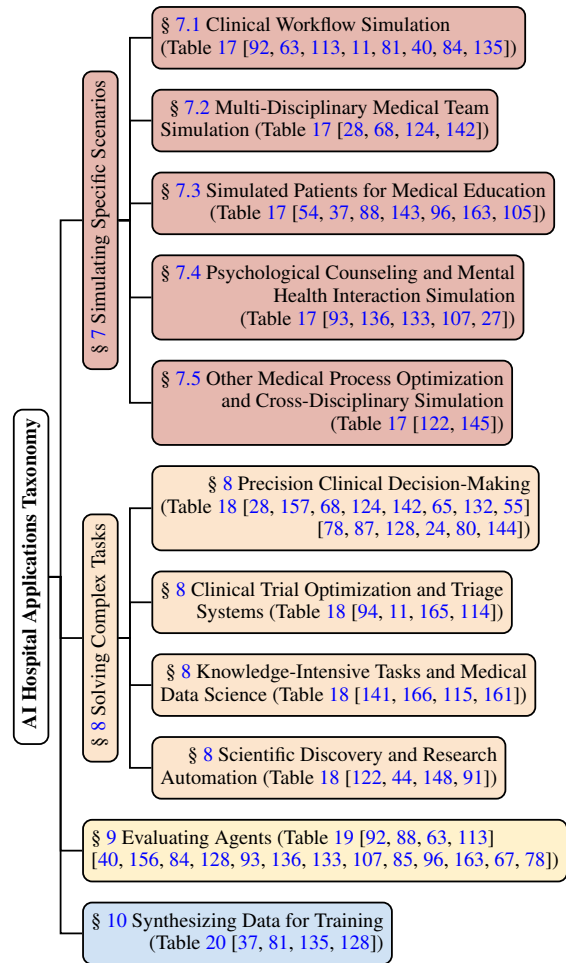 AI Hospital Applications Taxonomy
§ 7 Simulating Specific Scenarios
§ 7.1 Clinical Workflow Simulation
(Table 17 [92, 63, 113, 11, 81, 40, 84, 135])
§ 7.2 Multi-Disciplinary Medical Team
Simulation (Table 17 [28, 68, 124, 142])
§ 7.3 Simulated Patients for Medical Education
(Table 17 [54, 37, 88, 143, 96, 163, 105])
§ 7.4 Psychological Counseling and Mental
Health Interaction Simulation
(Table 17 [93, 136, 133, 107, 27])
§ 7.5 Other Medical Process Optimization
and Cross-Disciplinary Simulation
(Table 17 [122, 145])
§ 8 Solving Complex Tasks
§ 8 Precision Clinical Decision-Making
(Table 18 [28, 157, 68, 124, 142, 65, 132, 55]
[78, 87, 128, 24, 80, 144])
§ 8 Clinical Trial Optimization and Triage
Systems (Table 18 [94, 11, 165, 114])
§ 8 Knowledge-Intensive Tasks and Medical
Data Science (Table 18 [141, 166, 115, 161])
§ 8 Scientific Discovery and Research
Automation (Table 18 [122, 44, 148, 91])
§ 9 Evaluating Agents (Table 19 [92, 88, 63, 113]
[40, 156, 84, 128, 93, 136, 133, 107, 85, 96, 163, 67, 78])
§ 10 Synthesizing Data for Training
(Table 20 [37, 81, 135, 128])